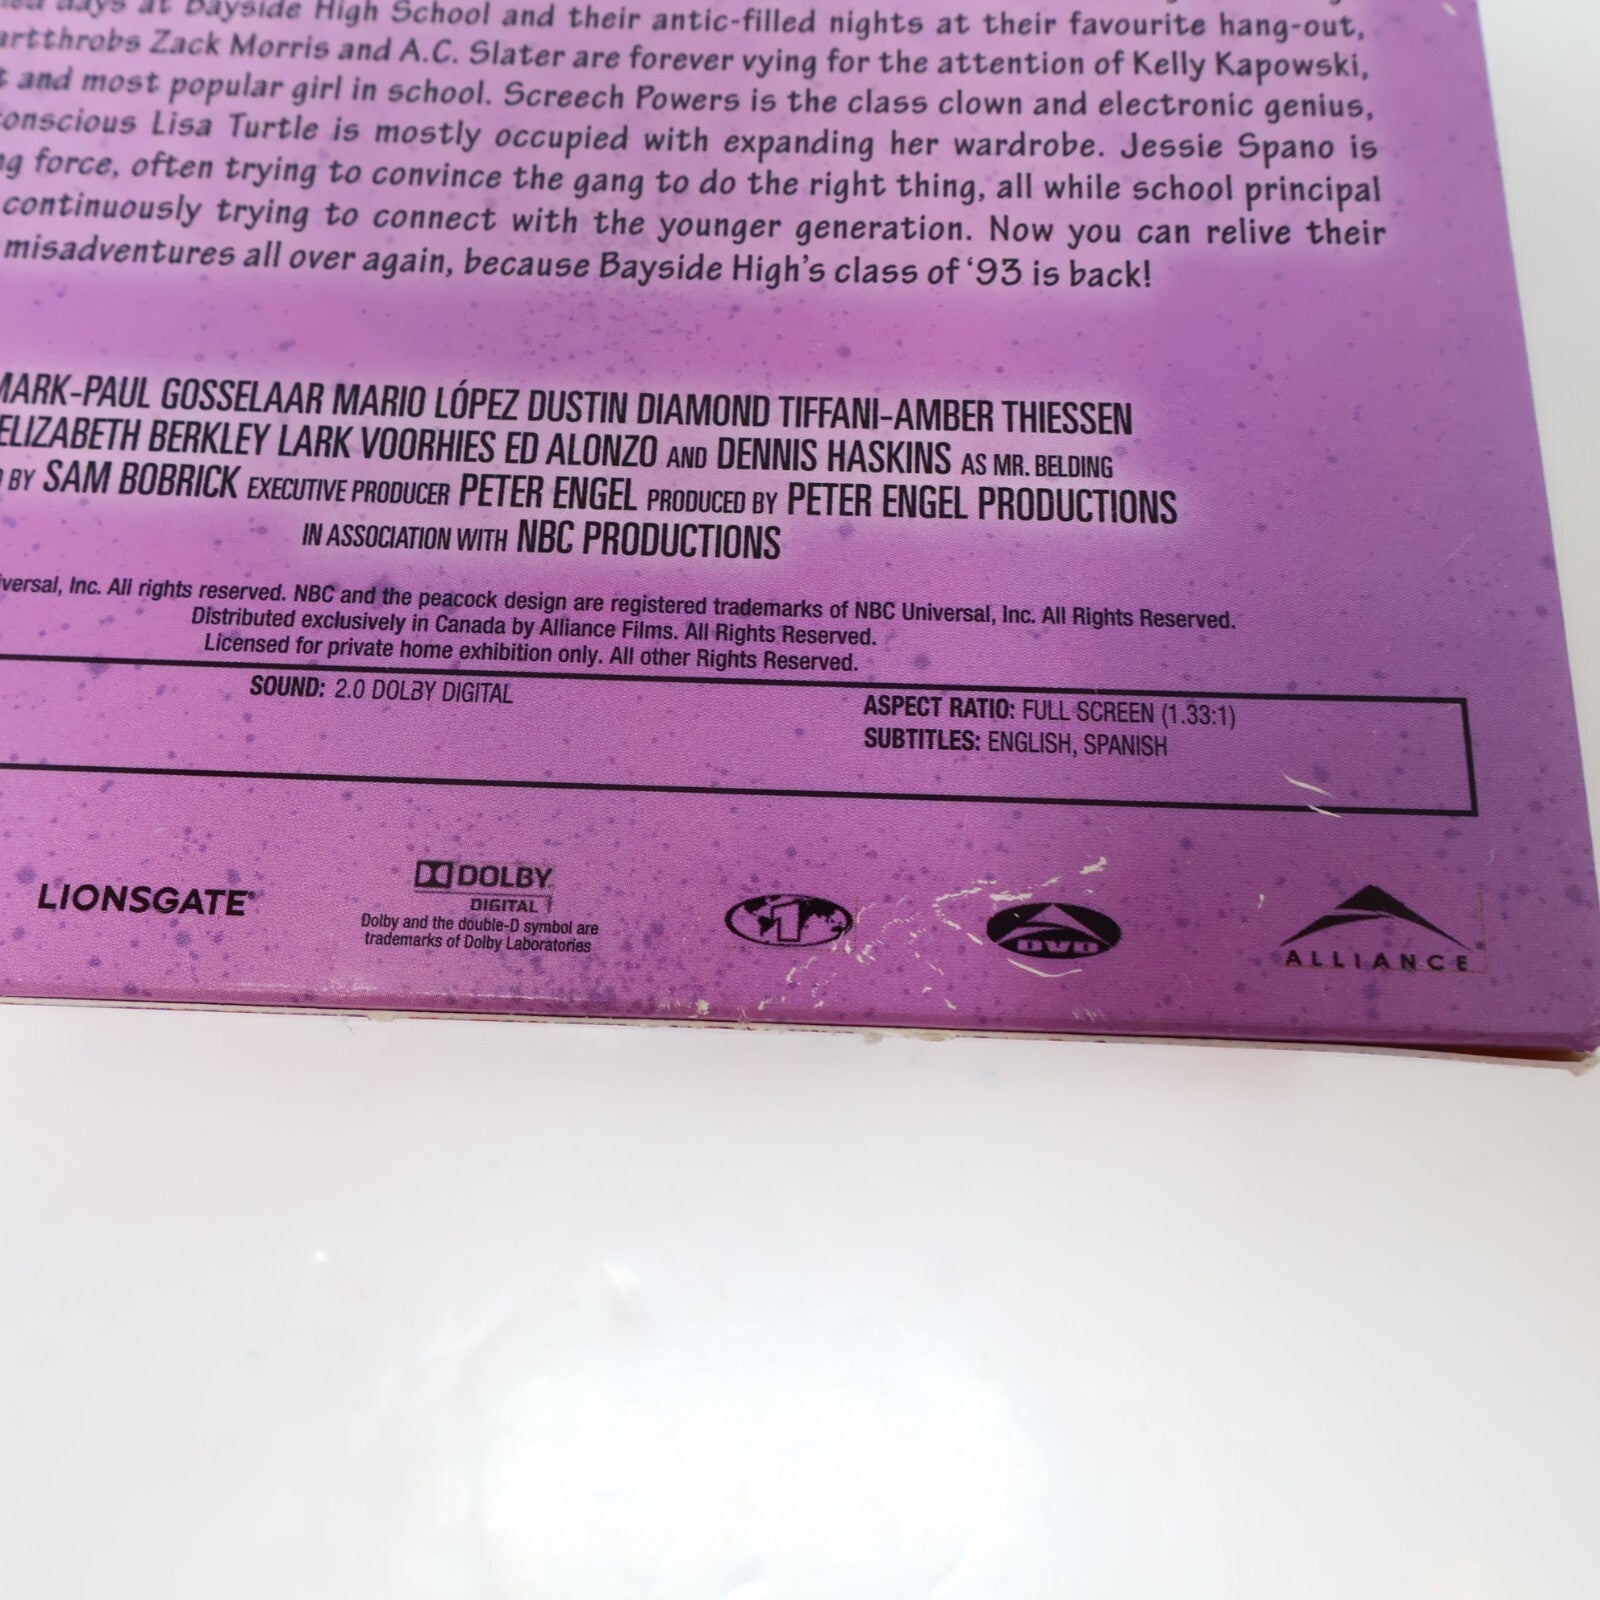 days at Bayside High School and their antic-filled nights at their favourite hang-out,
artthrobs Zack Morris and A.C. Slater are forever vying for the attention of Kelly Kapowski,
t and most popular girl in school. Screech Powers is the class clown and electronic genius,
onscious Lisa Turtle is mostly occupied with expanding her wardrobe. Jessie Spano is
ng force, often trying to convince the gang to do the right thing, all while school principal
continuously trying to connect with the younger generation. Now you can relive their
misadventures all over again, because Bayside High's class of '93 is back!
MARK-PAUL GOSSELAAR MARIO LÓPEZ DUSTIN DIAMOND TIFFANI-AMBER THIESSEN
ELIZABETH BERKLEY LARK VOORHIES ED ALONZO AND DENNIS HASKINS AS MR. BELDING
BY SAM BOBRICK EXECUTIVE PRODUCER PETER ENGEL PRODUCED BY PETER ENGEL PRODUCTIONS
IN ASSOCIATION WITH NBC PRODUCTIONS
versal, Inc. All rights reserved. NBC and the peacock design are registered trademarks of NBC Universal, Inc. All Rights Reserved.
Distributed exclusively in Canada by Alliance Films. All Rights Reserved.
Licensed for private home exhibition only. All other Rights Reserved.
SOUND: 2.0 DOLBY DIGITAL
ASPECT RATIO: FULL SCREEN (1.33:1)
SUBTITLES: ENGLISH, SPANISH
LIONSGATE®
DOLBY
DIGITAL
Dolby and the double-D symbol are
trademarks of Dolby Laboratories
1
DVD
ALLIANCE